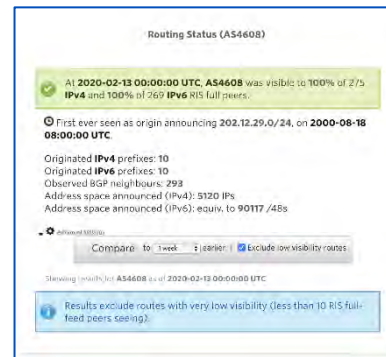 Routing Status (AS4608)
At 2020-02-13 00:00:00 UTC, AS4608 was visible to 100% of 275
IPv4 and 100% of 269 IPv6 RIS full peers.
First ever seen as origin announcing 202.12.29.0/24, on 2000-08-18
08:00:00 UTC.
Originated IPv4 prefixes: 10
Originated IPv6 prefixes: 10
Observed BGP neighbours: 293
Address space announced (IPv4): 5120 IPs
Address space announced (IPv6): equiv. to 90117 /48s
Compare to: 1 week earlier. | Exclude low visibility routes
Showing results for AS4608 as of 2020-02-13 00:00:00 UTC
Results exclude routes with very low visibility (less than 10 RIS full-
feed peers seeing).